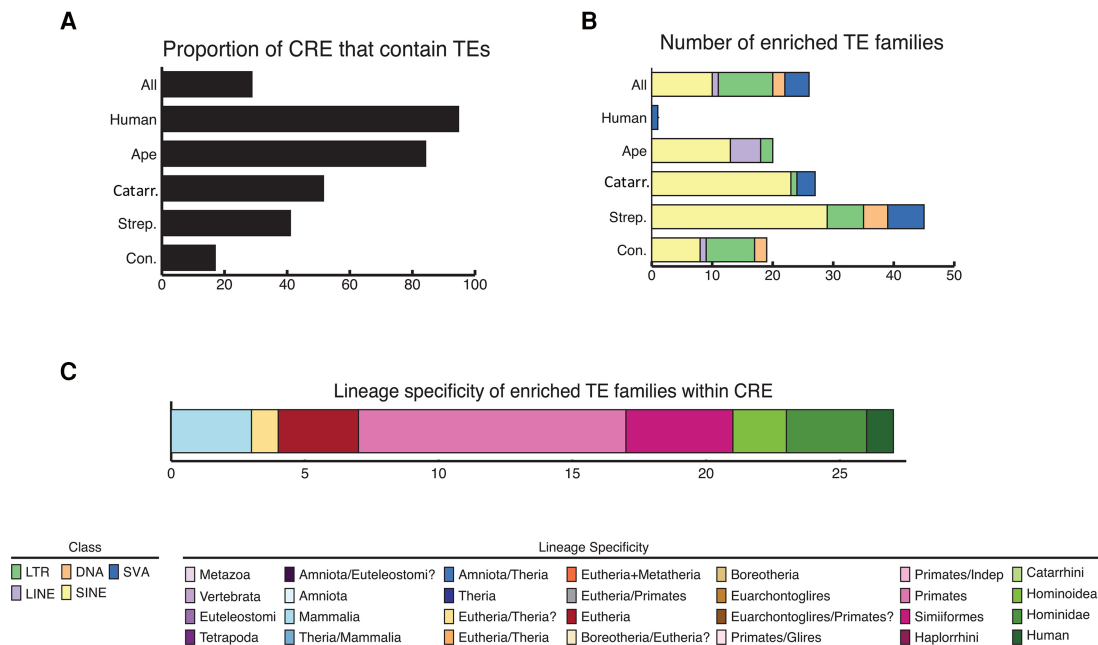 A
Proportion of CRE that contain TEs
All
Human
Ape
Catarr.
Strep.
Con.
0 20 40 60 80 100
B
Number of enriched TE families
All
Human
Ape
Catarr.
Strep.
Con.
0 10 20 30 40 50
C
Lineage specificity of enriched TE families within CRE
0 5 10 15 20 25
Class
LTR DNA SVA
LINE SINE
Lineage Specificity
Metazoa Amniota/Euteleostomi? Amniota/Theria Eutheria+Metatheria Boreotheria Primates/Indep Catarrhini
Vertebrata Amniota Theria Eutheria/Primates Euarchontoglires Primates Hominoidea
Euteleostomi Mammalia Eutheria/Theria? Eutheria Euarchontoglires/Primates? Simiiformes Hominidae
Tetrapoda Theria/Mammalia Eutheria/Theria Boreotheria/Eutheria? Primates/Glires Haplorrhini Human